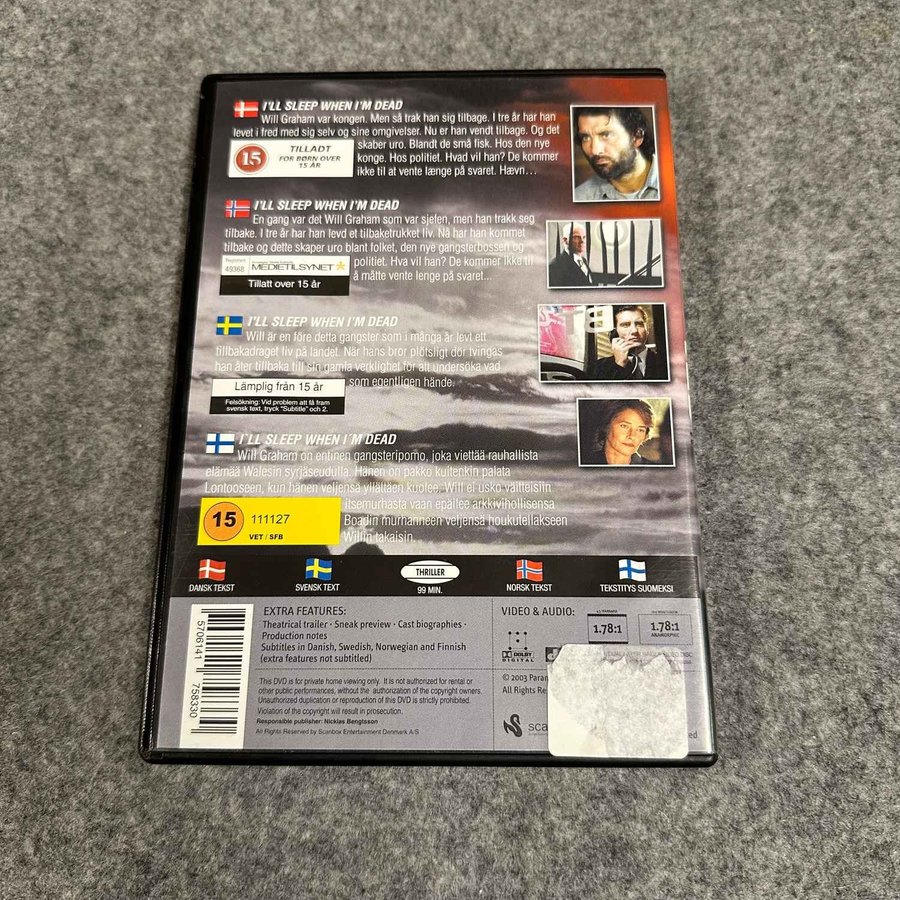 I'LL SLEEP WHEN I'M DEAD
Will Graham var kongen. Men så trak han sig tilbage. I tre år har han
levet i fred med sig selv og sine omgivelser. Nu er han vendt tilbage. Og det
skaber uro. Blandt de små fisk. Hos den nye
konge. Hos politiet. Hvad vil han? De kommer
ikke til at vente længe på svaret. Hævn...
15
TILLADT
FOR BØRN OVER
15 ÅR
I'LL SLEEP WHEN I'M DEAD
En gang var det Will Graham som var sjefen, men han trakk seg
tilbake. I tre år har han levd et tilbaketrukket liv. Nå har han kommet
tilbake og dette skaper uro blant folket, den nye gangsterbossen og
politiet. Hva vil han? De kommer ikke til
å måtte vente lenge på svaret...
49368
MEDIETILSYNET
Tillatt over 15 år
I'LL SLEEP WHEN I'M DEAD
Will är en före detta gangster som i många år levt ett
tillbakadraget liv på landet. När hans bror plötsligt dör tvingas
han åter tillbaka till sin gamla verklighet för att undersöka vad
som egentligen hände.
Lämplig från 15 år
Felsökning: Vid problem att få fram
svensk text, tryck "Subtitle" och 2.
I'LL SLEEP WHEN I'M DEAD
Will Graham on entinen gangsteripomo, joka viettää rauhallista
elämää Walesin syrjäseudulla. Hänen on pakko kuitenkin palata
Lontooseen, kun hänen veljensä yllättäen kuolee. Will ei usko väitteisiin
itsemurhasta vaan epäilee arkkivihollisensa
Boadin murhanneen veljensä houkutellakseen
Willin takaisin...
15
111127
VET / SFB
DANSK TEKST
SVENSK TEXT
THRILLER
99 MIN.
NORSK TEKST
TEKSTITYS SUOMEKSI
5706141 758330
EXTRA FEATURES:
Theatrical trailer · Sneak preview · Cast biographies ·
Production notes
Subtitles in Danish, Swedish, Norwegian and Finnish
(extra features not subtitled)
This DVD is for private home viewing only. It is not authorized for rental or
other public performances, without the authorization of the copyright owners.
Unauthorized duplication or reproduction of this DVD is strictly prohibited.
Violation of the copyright will result in prosecution.
Responsible publisher: Nicklas Bengtsson
All Rights Reserved by Scanbox Entertainment Denmark A/S
VIDEO & AUDIO:
1.78:1
1.78:1
ANAMORPHIC
DOLBY
DIGITAL
© 2003 Param
All Rights Res
scan